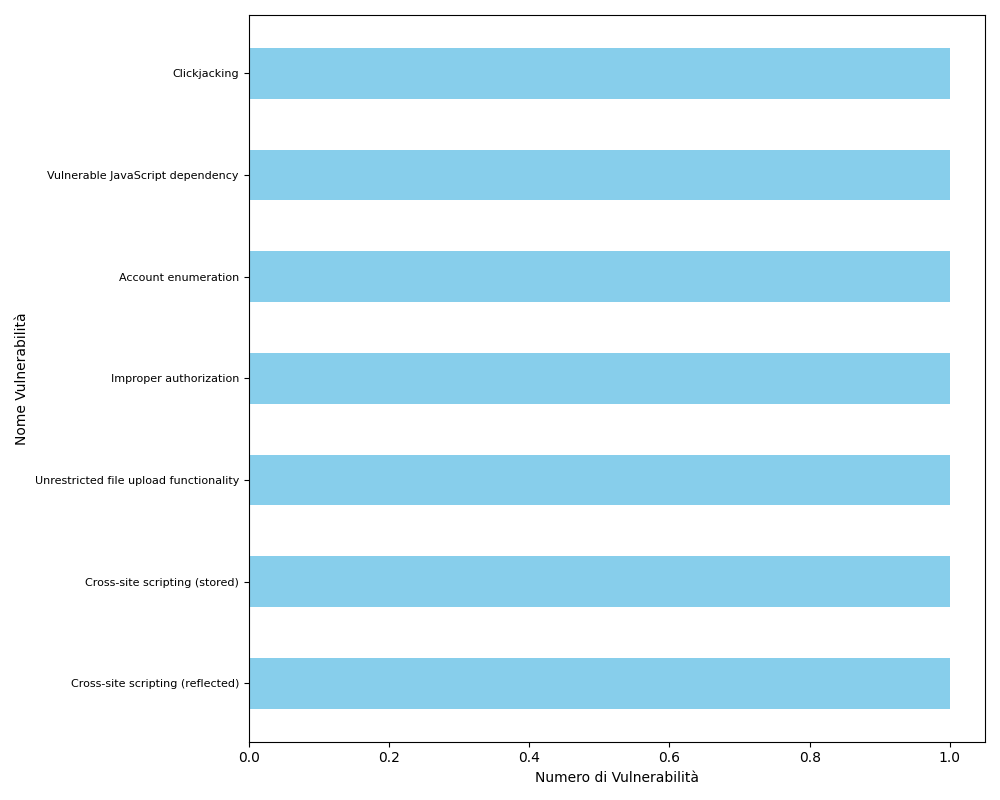 Clickjacking
Vulnerable JavaScript dependency
Account enumeration
Improper authorization
Unrestricted file upload functionality
Cross-site scripting (stored)
Cross-site scripting (reflected)
Nome Vulnerabilità
0.0 0.2 0.4 0.6 0.8 1.0
Numero di Vulnerabilità